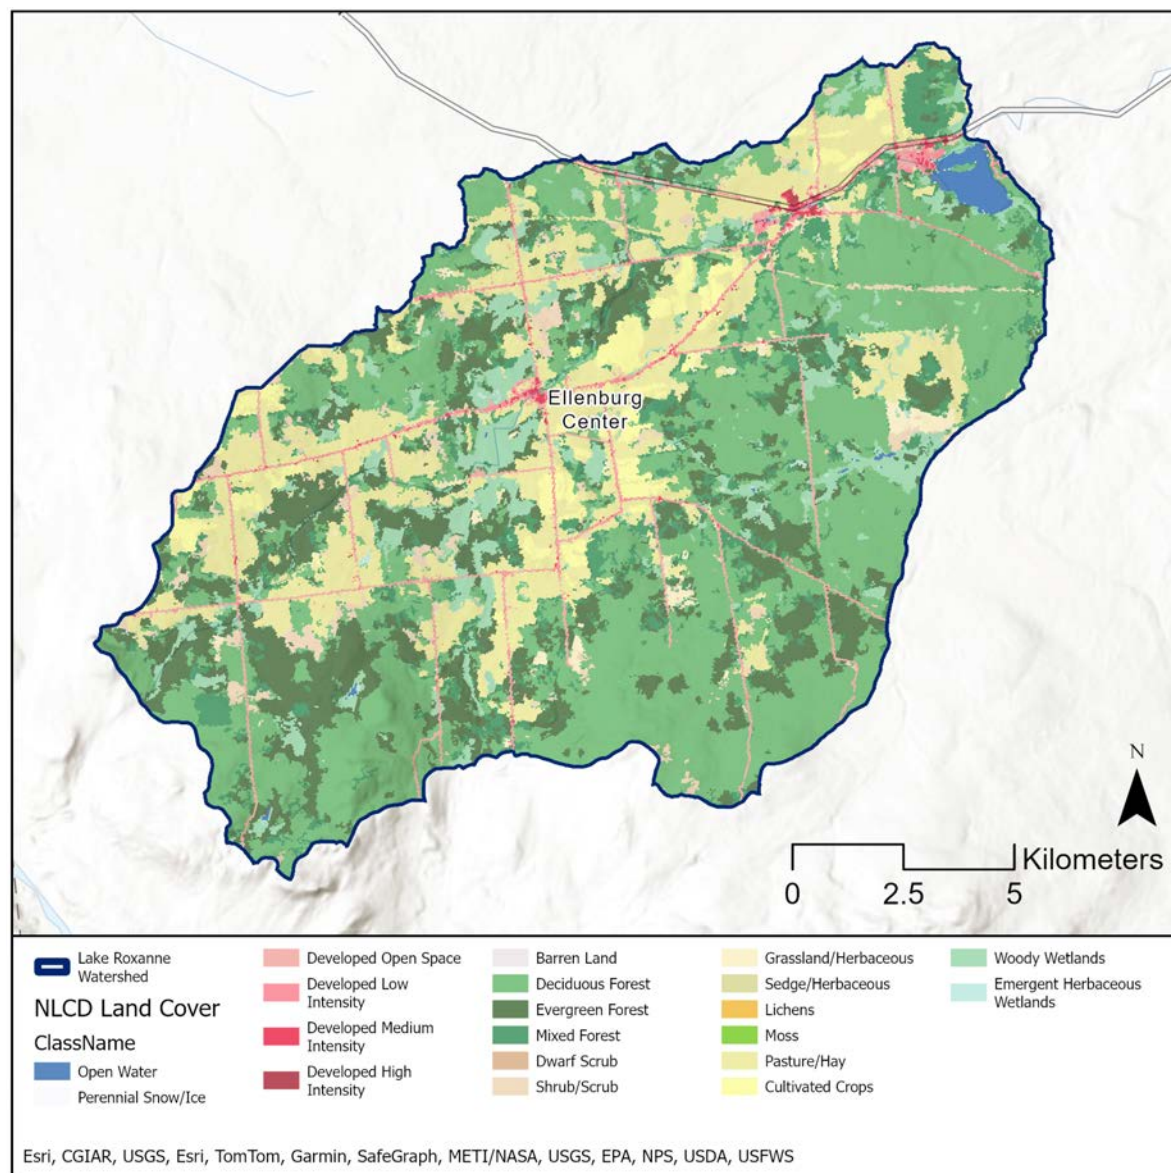 Ellenburg
Center
N
Kilometers
0 2.5 5
Lake Roxanne
Watershed
NLCD Land Cover
ClassName
Open Water
Perennial Snow/Ice
Developed Open Space
Developed Low
Intensity
Developed Medium
Intensity
Developed High
Intensity
Barren Land
Deciduous Forest
Evergreen Forest
Mixed Forest
Dwarf Scrub
Shrub/Scrub
Grassland/Herbaceous
Sedge/Herbaceous
Lichens
Moss
Pasture/Hay
Cultivated Crops
Woody Wetlands
Emergent Herbaceous
Wetlands
Esri, CGIAR, USGS, Esri, TomTom, Garmin, SafeGraph, METI/NASA, USGS, EPA, NPS, USDA, USFWS